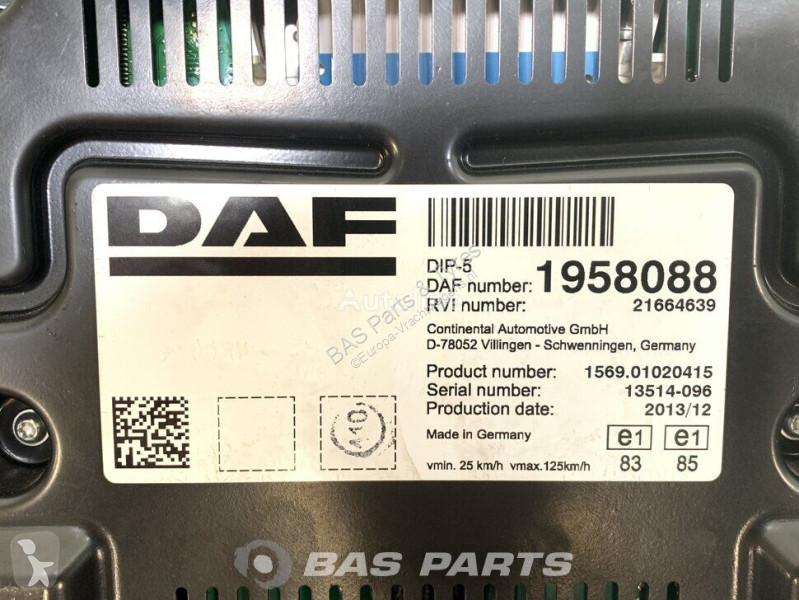 DAF
DIP-5
DAF number: 1958088
RVI number: 21664639
Continental Automotive GmbH
D-78052 Villingen - Schwenningen, Germany
Product number: 1569.01020415
Serial number: 13514-096
Production date: 2013/12
Made in Germany
e1 e1
83 85
vmin. 25 km/h vmax.125km/h
A10
BAS Parts & Tyres
BAS PARTS